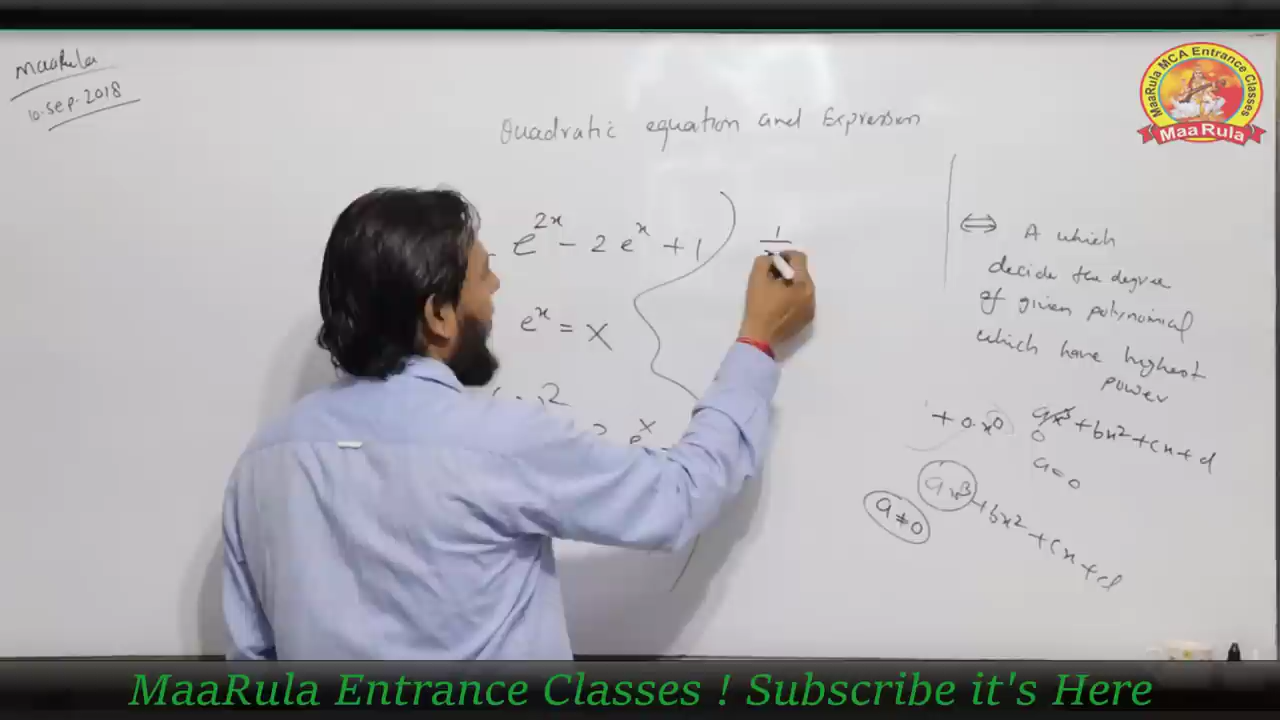 MaaRula
10.Sep.2018
MaaRula MCA Entrance Classes
MaaRula
Quadratic equation and Expression
e^2x - 2e^x + 1
e^x = X
1
⇔ A which
decide the degree
of given polynomial
which have highest
power
+ 0.x^0
ax^3 + bx^2 + cx + d
0
a=0
ax^3 + bx^2 + cx + d
a≠0
MaaRula Entrance Classes ! Subscribe it's Here